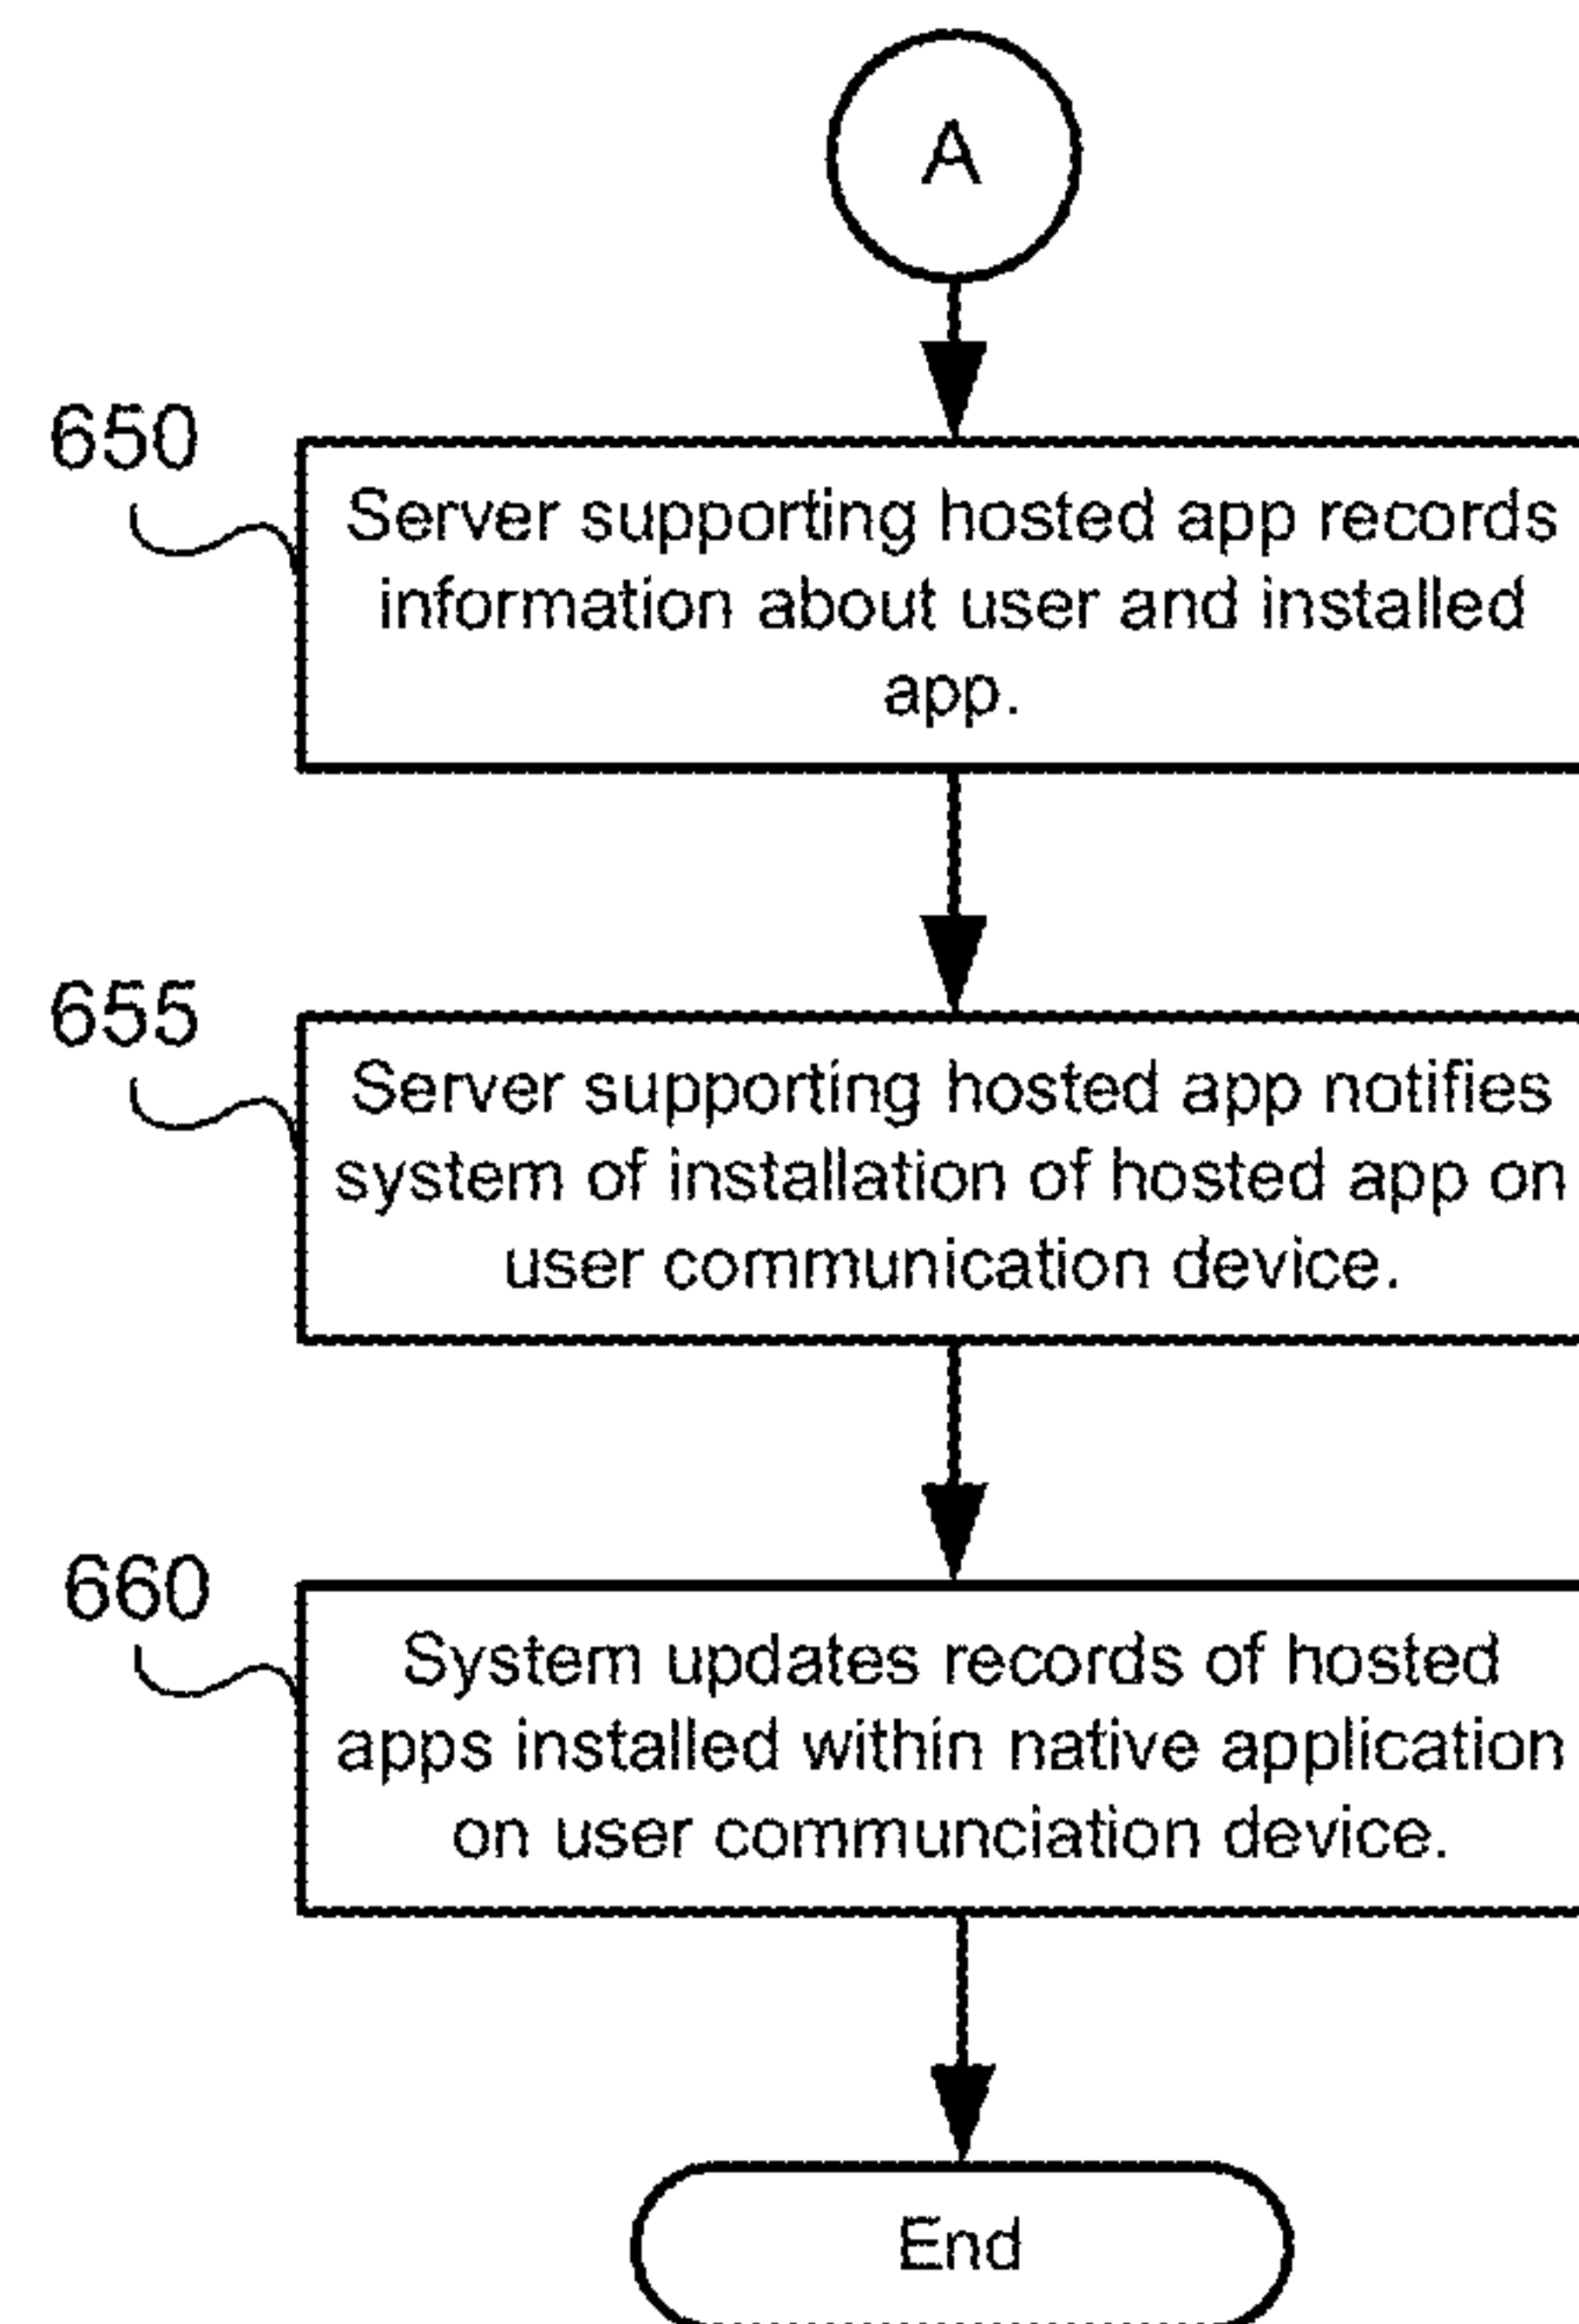 A
650
Server supporting hosted app records
information about user and installed
app.
655
Server supporting hosted app notifies
system of installation of hosted app on
user communication device.
660
System updates records of hosted
apps installed within native application
on user communciation device.
End